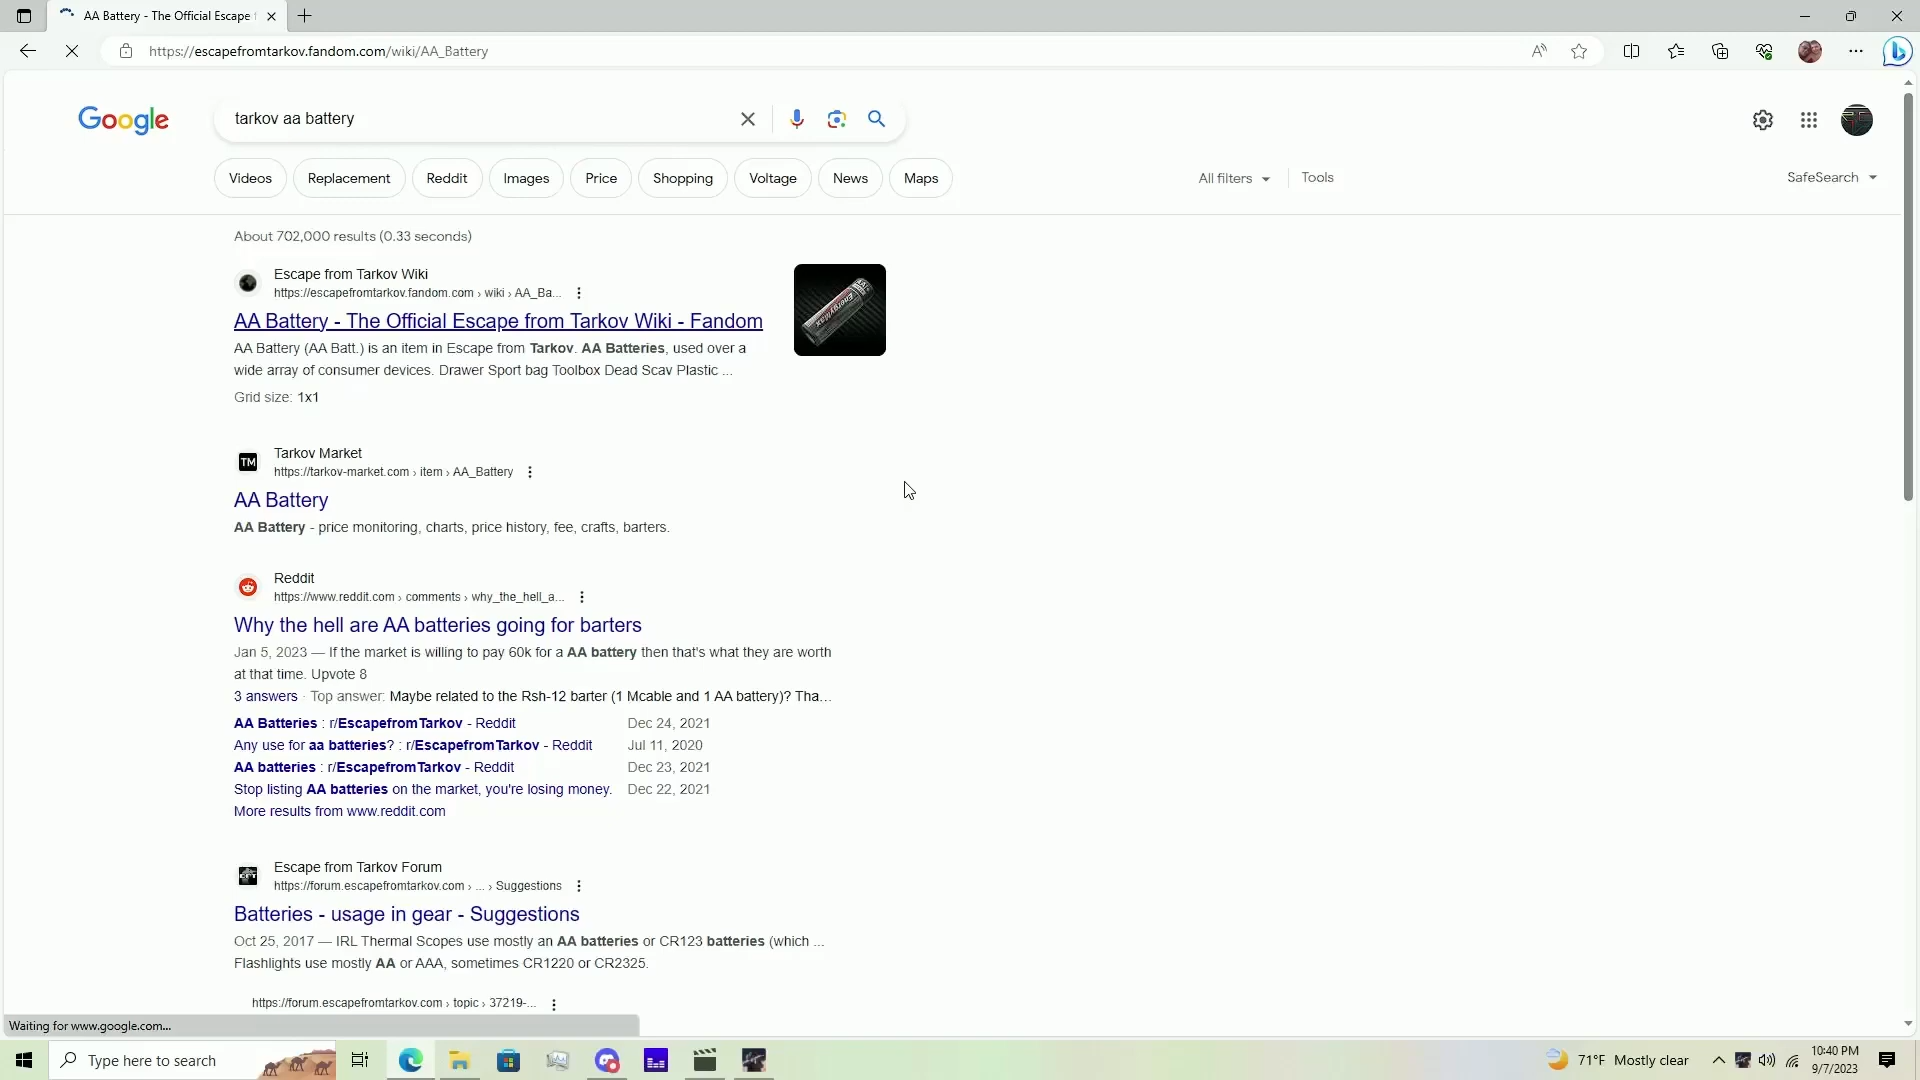 AA Battery - The Official Escape f
https://escapefromtarkov.fandom.com/wiki/AA_Battery
Google
tarkov aa battery
Videos
Replacement
Reddit
Images
Price
Shopping
Voltage
News
Maps
All filters
Tools
SafeSearch
About 702,000 results (0.33 seconds)
Escape from Tarkov Wiki
https://escapefromtarkov.fandom.com › wiki › AA_Ba...
AA Battery - The Official Escape from Tarkov Wiki - Fandom
AA Battery (AA Batt.) is an item in Escape from Tarkov. AA Batteries, used over a
wide array of consumer devices. Drawer Sport bag Toolbox Dead Scav Plastic ...
Grid size: 1x1
EnergyMax
TM
Tarkov Market
https://tarkov-market.com › item › AA_Battery
AA Battery
AA Battery - price monitoring, charts, price history, fee, crafts, barters.
Reddit
https://www.reddit.com › comments › why_the_hell_a...
Why the hell are AA batteries going for barters
Jan 5, 2023 — If the market is willing to pay 60k for a AA battery then that's what they are worth
at that time. Upvote 8
3 answers · Top answer: Maybe related to the Rsh-12 barter (1 Mcable and 1 AA battery)? Tha...
AA Batteries : r/EscapefromTarkov - Reddit Dec 24, 2021
Any use for aa batteries? : r/EscapefromTarkov - Reddit Jul 11, 2020
AA batteries : r/EscapefromTarkov - Reddit Dec 23, 2021
Stop listing AA batteries on the market, you're losing money. Dec 22, 2021
More results from www.reddit.com
Escape from Tarkov Forum
https://forum.escapefromtarkov.com › ... › Suggestions
Batteries - usage in gear - Suggestions
Oct 25, 2017 — IRL Thermal Scopes use mostly an AA batteries or CR123 batteries (which ...
Flashlights use mostly AA or AAA, sometimes CR1220 or CR2325.
https://forum.escapefromtarkov.com › topic › 37219-...
Waiting for www.google.com...
Type here to search
71°F Mostly clear
10:40 PM
9/7/2023